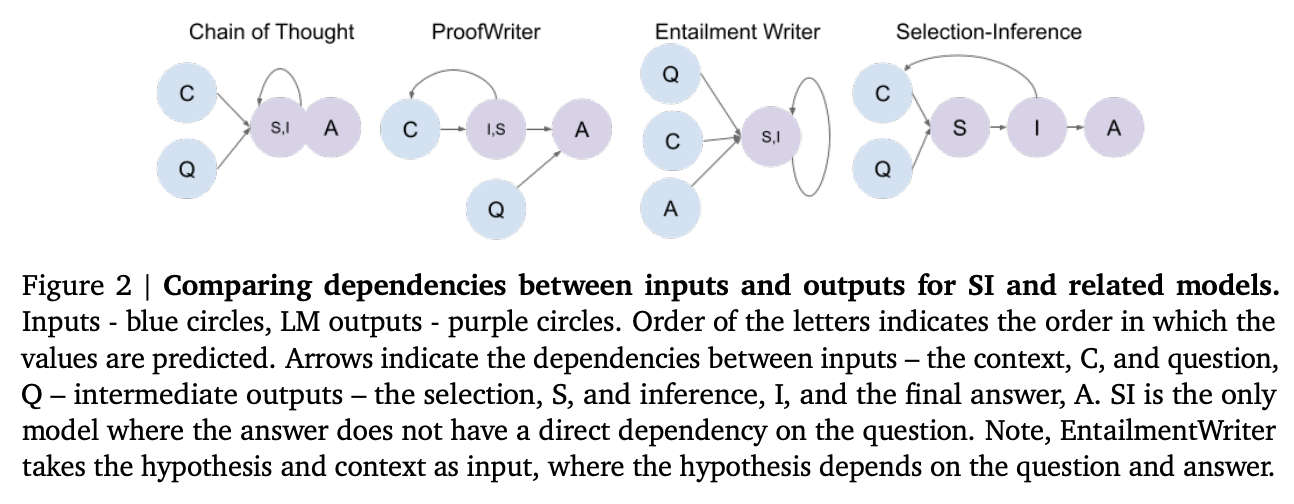 Chain of Thought
ProofWriter
Entailment Writer
Selection-Inference
C
Q
S,I
A
C
I,S
A
Q
Q
C
A
S,I
C
Q
S
I
A
Figure 2 | Comparing dependencies between inputs and outputs for SI and related models.
Inputs - blue circles, LM outputs - purple circles. Order of the letters indicates the order in which the
values are predicted. Arrows indicate the dependencies between inputs – the context, C, and question,
Q – intermediate outputs – the selection, S, and inference, I, and the final answer, A. SI is the only
model where the answer does not have a direct dependency on the question. Note, EntailmentWriter
takes the hypothesis and context as input, where the hypothesis depends on the question and answer.